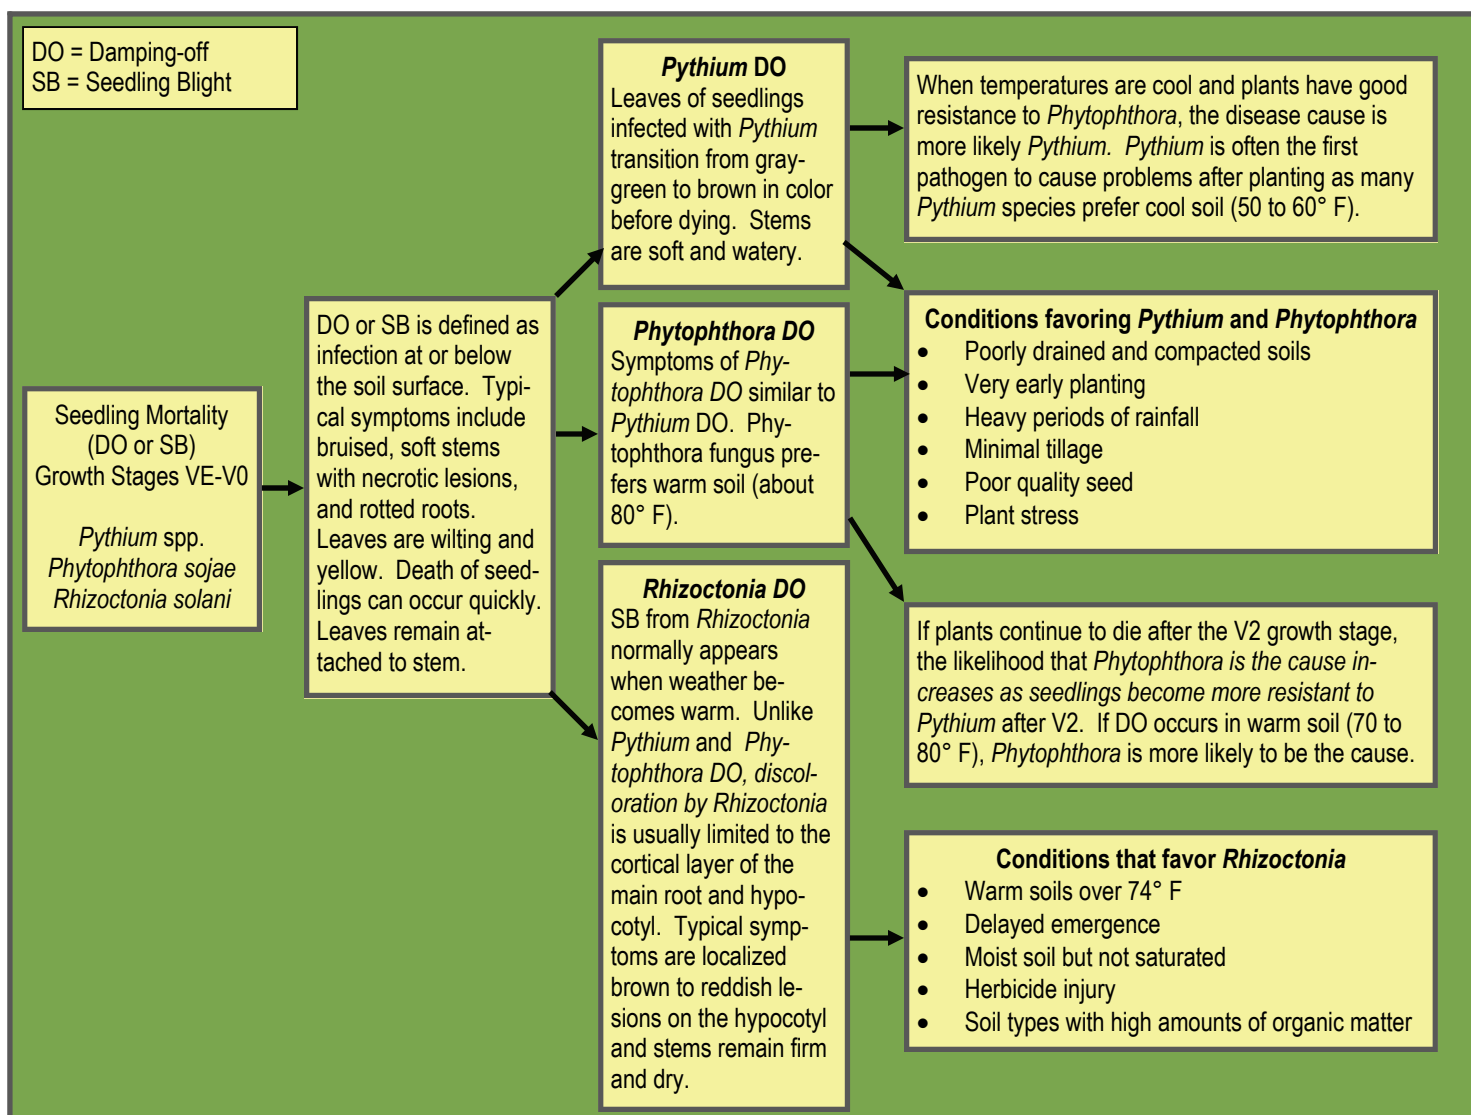 DO = Damping-off
SB = Seedling Blight
Seedling Mortality
(DO or SB)
Growth Stages VE-V0
Pythium spp.
Phytophthora sojae
Rhizoctonia solani
DO or SB is defined as
infection at or below
the soil surface. Typi-
cal symptoms include
bruised, soft stems
with necrotic lesions,
and rotted roots.
Leaves are wilting and
yellow. Death of seed-
lings can occur quickly.
Leaves remain at-
tached to stem.
Pythium DO
Leaves of seedlings
infected with Pythium
transition from gray-
green to brown in color
before dying. Stems
are soft and watery.
Phytophthora DO
Symptoms of Phy-
tophthora DO similar to
Pythium DO. Phy-
tophthora fungus pre-
fers warm soil (about
80° F).
Rhizoctonia DO
SB from Rhizoctonia
normally appears
when weather be-
comes warm. Unlike
Pythium and Phy-
tophthora DO, discol-
oration by Rhizoctonia
is usually limited to the
cortical layer of the
main root and hypo-
cotyl. Typical symp-
toms are localized
brown to reddish le-
sions on the hypocotyl
and stems remain firm
and dry.
When temperatures are cool and plants have good
resistance to Phytophthora, the disease cause is
more likely Pythium. Pythium is often the first
pathogen to cause problems after planting as many
Pythium species prefer cool soil (50 to 60° F).
Conditions favoring Pythium and Phytophthora
• Poorly drained and compacted soils
• Very early planting
• Heavy periods of rainfall
• Minimal tillage
• Poor quality seed
• Plant stress
If plants continue to die after the V2 growth stage,
the likelihood that Phytophthora is the cause in-
creases as seedlings become more resistant to
Pythium after V2. If DO occurs in warm soil (70 to
80° F), Phytophthora is more likely to be the cause.
Conditions that favor Rhizoctonia
• Warm soils over 74° F
• Delayed emergence
• Moist soil but not saturated
• Herbicide injury
• Soil types with high amounts of organic matter